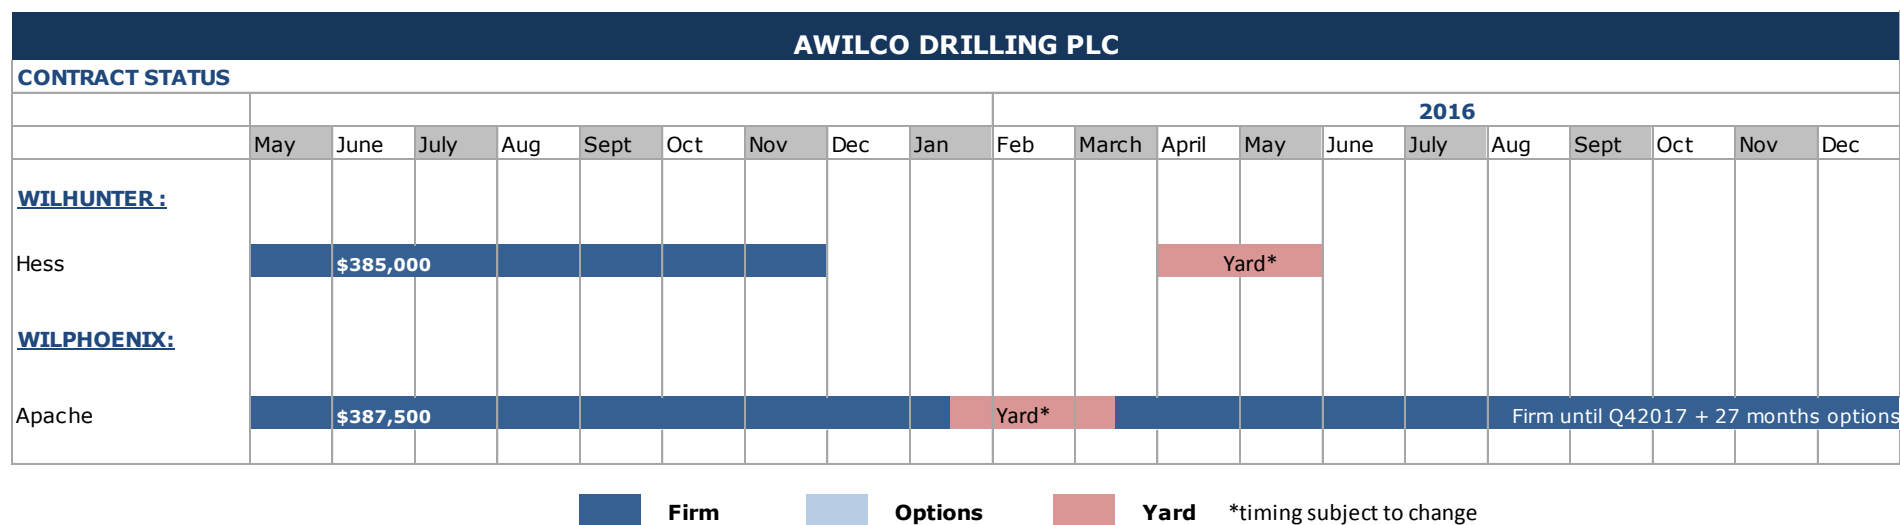 AWILCO DRILLING PLC
CONTRACT STATUS
2016
May June July Aug Sept Oct Nov Dec Jan Feb March April May June July Aug Sept Oct Nov Dec
WILHUNTER :
Hess $385,000 Yard*
WILPHOENIX:
Apache $387,500 Yard* Firm until Q42017 + 27 months options
Firm Options Yard *timing subject to change